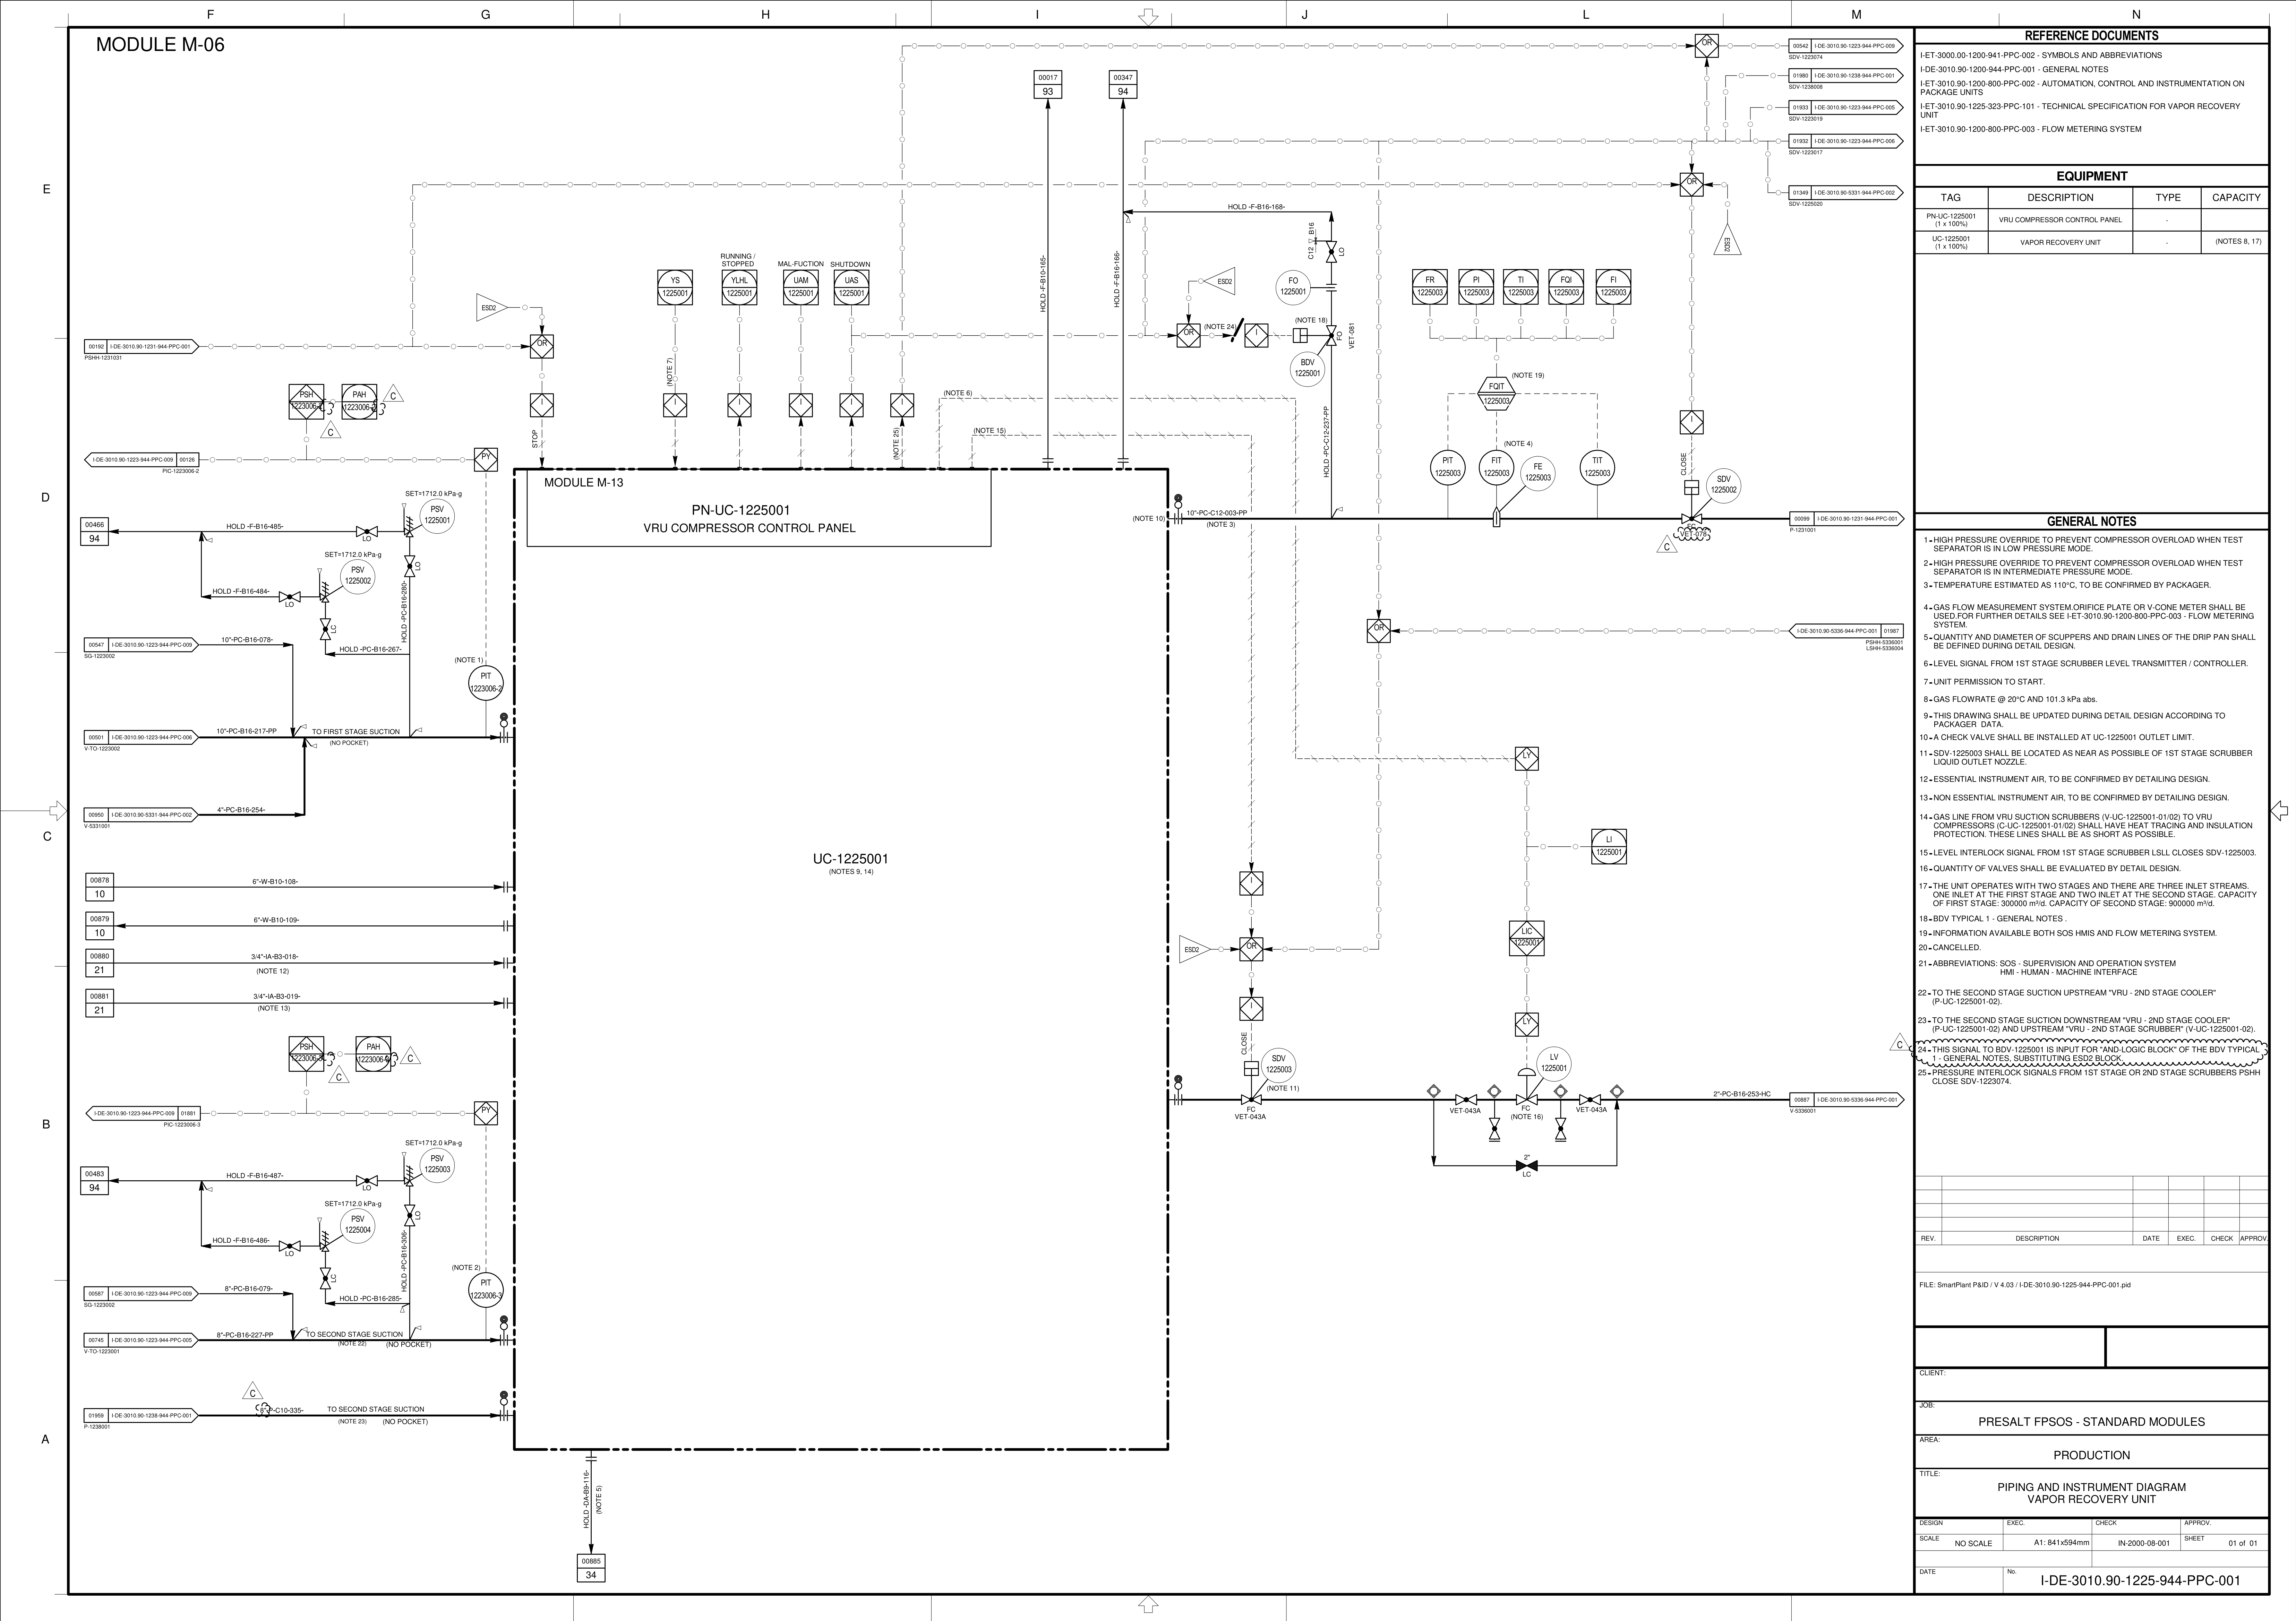 F
G
H
I
J
L
M
N
E
D
C
B
A
MODULE M-06
00542 I-DE-3010.90-1223-944-PPC-009
SDV-1223074
01980 I-DE-3010.90-1238-944-PPC-001
SDV-1238008
01933 I-DE-3010.90-1223-944-PPC-005
SDV-1223019
01932 I-DE-3010.90-1223-944-PPC-006
SDV-1223017
01349 I-DE-3010.90-5331-944-PPC-002
SDV-1225020
OR
OR
ESD2
00017
93
00347
94
HOLD -F-B10-165-
HOLD -F-B16-166-
HOLD -F-B16-168-
C12
B16
LO
FO
1225001
(NOTE 18)
FO
VET-081
BDV
1225001
HOLD -PC-C12-237-PP
ESD2
OR
(NOTE 24)
I
YS
1225001
RUNNING /
STOPPED
YLHL
1225001
MAL-FUCTION
UAM
1225001
SHUTDOWN
UAS
1225001
(NOTE 7)
I
I
I
I
I
(NOTE 25)
(NOTE 6)
(NOTE 15)
FR
1225003
PI
1225003
TI
1225003
FQI
1225003
FI
1225003
(NOTE 19)
FQIT
1225003
(NOTE 4)
PIT
1225003
FIT
1225003
FE
1225003
TIT
1225003
I
CLOSE
SDV
1225002
FC
VET-078
C
(NOTE 10)
10"-PC-C12-003-PP
(NOTE 3)
00099 I-DE-3010.90-1231-944-PPC-001
P-1231001
ESD2
OR
I
STOP
00192 I-DE-3010.90-1231-944-PPC-001
PSHH-1231031
PSH
1223006-2
PAH
C
C
I-DE-3010.90-1223-944-PPC-009 00126
PIC-1223006-2
PY
SET=1712.0 kPa-g
PSV
1225001
00466
94
HOLD -F-B16-485-
LO
LO
SET=1712.0 kPa-g
PSV
1225002
HOLD -F-B16-484-
LO
LC
HOLD -PC-B16-280-
HOLD -PC-B16-267-
10"-PC-B16-078-
00547 I-DE-3010.90-1223-944-PPC-009
SG-1223002
(NOTE 1)
PIT
1223006-2
10"-PC-B16-217-PP
TO FIRST STAGE SUCTION
(NO POCKET)
00501 I-DE-3010.90-1223-944-PPC-006
V-TO-1223002
4"-PC-B16-254-
00950 I-DE-3010.90-5331-944-PPC-002
V-5331001
00878
10
6"-W-B10-108-
00879
10
6"-W-B10-109-
00880
21
3/4"-IA-B3-018-
(NOTE 12)
00881
21
3/4"-IA-B3-019-
(NOTE 13)
MODULE M-13
PN-UC-1225001
VRU COMPRESSOR CONTROL PANEL
UC-1225001
(NOTES 9, 14)
OR
I-DE-3010.90-5336-944-PPC-001 01987
PSHH-5336001
LSHH-5336004
LY
LI
1225001
I
LIC
1225001
ESD2
OR
I
LY
CLOSE
SDV
1225003
(NOTE 11)
FC
VET-043A
LV
1225001
VET-043A
FC
(NOTE 16)
VET-043A
2"
LC
2"-PC-B16-253-HC
00887 I-DE-3010.90-5336-944-PPC-001
V-5336001
PSH
1223006-3
PAH
C
C
I-DE-3010.90-1223-944-PPC-009 01881
PIC-1223006-3
PY
SET=1712.0 kPa-g
PSV
1225003
00483
94
HOLD -F-B16-487-
LO
LO
SET=1712.0 kPa-g
PSV
1225004
HOLD -F-B16-486-
LO
LC
HOLD -PC-B16-306-
HOLD -PC-B16-285-
8"-PC-B16-079-
00587 I-DE-3010.90-1223-944-PPC-009
SG-1223002
(NOTE 2)
PIT
1223006-3
8"-PC-B16-227-PP
TO SECOND STAGE SUCTION
(NOTE 22)
(NO POCKET)
00745 I-DE-3010.90-1223-944-PPC-005
V-TO-1223001
C
8"-P-C10-335-
TO SECOND STAGE SUCTION
(NOTE 23)
(NO POCKET)
01959 I-DE-3010.90-1238-944-PPC-001
P-1238001
HOLD -DA-B9-116-
(NOTE 5)
00885
34
REFERENCE DOCUMENTS
I-ET-3000.00-1200-941-PPC-002 - SYMBOLS AND ABBREVIATIONS
I-DE-3010.90-1200-944-PPC-001 - GENERAL NOTES
I-ET-3010.90-1200-800-PPC-002 - AUTOMATION, CONTROL AND INSTRUMENTATION ON
PACKAGE UNITS
I-ET-3010.90-1225-323-PPC-101 - TECHNICAL SPECIFICATION FOR VAPOR RECOVERY
UNIT
I-ET-3010.90-1200-800-PPC-003 - FLOW METERING SYSTEM
EQUIPMENT
TAG DESCRIPTION TYPE CAPACITY
PN-UC-1225001
(1 x 100%)
VRU COMPRESSOR CONTROL PANEL -
UC-1225001
(1 x 100%)
VAPOR RECOVERY UNIT - (NOTES 8, 17)
GENERAL NOTES
1 - HIGH PRESSURE OVERRIDE TO PREVENT COMPRESSOR OVERLOAD WHEN TEST
SEPARATOR IS IN LOW PRESSURE MODE.
2 - HIGH PRESSURE OVERRIDE TO PREVENT COMPRESSOR OVERLOAD WHEN TEST
SEPARATOR IS IN INTERMEDIATE PRESSURE MODE.
3 - TEMPERATURE ESTIMATED AS 110°C, TO BE CONFIRMED BY PACKAGER.
4 - GAS FLOW MEASUREMENT SYSTEM.ORIFICE PLATE OR V-CONE METER SHALL BE
USED.FOR FURTHER DETAILS SEE I-ET-3010.90-1200-800-PPC-003 - FLOW METERING
SYSTEM.
5 - QUANTITY AND DIAMETER OF SCUPPERS AND DRAIN LINES OF THE DRIP PAN SHALL
BE DEFINED DURING DETAIL DESIGN.
6 - LEVEL SIGNAL FROM 1ST STAGE SCRUBBER LEVEL TRANSMITTER / CONTROLLER.
7 - UNIT PERMISSION TO START.
8 - GAS FLOWRATE @ 20°C AND 101.3 kPa abs.
9 - THIS DRAWING SHALL BE UPDATED DURING DETAIL DESIGN ACCORDING TO
PACKAGER DATA.
10 - A CHECK VALVE SHALL BE INSTALLED AT UC-1225001 OUTLET LIMIT.
11 - SDV-1225003 SHALL BE LOCATED AS NEAR AS POSSIBLE OF 1ST STAGE SCRUBBER
LIQUID OUTLET NOZZLE.
12 - ESSENTIAL INSTRUMENT AIR, TO BE CONFIRMED BY DETAILING DESIGN.
13 - NON ESSENTIAL INSTRUMENT AIR, TO BE CONFIRMED BY DETAILING DESIGN.
14 - GAS LINE FROM VRU SUCTION SCRUBBERS (V-UC-1225001-01/02) TO VRU
COMPRESSORS (C-UC-1225001-01/02) SHALL HAVE HEAT TRACING AND INSULATION
PROTECTION. THESE LINES SHALL BE AS SHORT AS POSSIBLE.
15 - LEVEL INTERLOCK SIGNAL FROM 1ST STAGE SCRUBBER LSLL CLOSES SDV-1225003.
16 - QUANTITY OF VALVES SHALL BE EVALUATED BY DETAIL DESIGN.
17 - THE UNIT OPERATES WITH TWO STAGES AND THERE ARE THREE INLET STREAMS.
ONE INLET AT THE FIRST STAGE AND TWO INLET AT THE SECOND STAGE. CAPACITY
OF FIRST STAGE: 300000 m³/d. CAPACITY OF SECOND STAGE: 900000 m³/d.
18 - BDV TYPICAL 1 - GENERAL NOTES .
19 - INFORMATION AVAILABLE BOTH SOS HMIS AND FLOW METERING SYSTEM.
20 - CANCELLED.
21 - ABBREVIATIONS: SOS - SUPERVISION AND OPERATION SYSTEM
HMI - HUMAN - MACHINE INTERFACE
22 - TO THE SECOND STAGE SUCTION UPSTREAM "VRU - 2ND STAGE COOLER"
(P-UC-1225001-02).
23 - TO THE SECOND STAGE SUCTION DOWNSTREAM "VRU - 2ND STAGE COOLER"
(P-UC-1225001-02) AND UPSTREAM "VRU - 2ND STAGE SCRUBBER" (V-UC-1225001-02).
C
24 - THIS SIGNAL TO BDV-1225001 IS INPUT FOR "AND-LOGIC BLOCK" OF THE BDV TYPICAL
1 - GENERAL NOTES, SUBSTITUTING ESD2 BLOCK.
25 - PRESSURE INTERLOCK SIGNALS FROM 1ST STAGE OR 2ND STAGE SCRUBBERS PSHH
CLOSE SDV-1223074.
REV. DESCRIPTION DATE EXEC. CHECK APPROV.
FILE: SmartPlant P&ID / V 4.03 / I-DE-3010.90-1225-944-PPC-001.pid
CLIENT:
JOB:
PRESALT FPSOS - STANDARD MODULES
AREA:
PRODUCTION
TITLE:
PIPING AND INSTRUMENT DIAGRAM
VAPOR RECOVERY UNIT
DESIGN EXEC. CHECK APPROV.
SCALE NO SCALE A1: 841x594mm IN-2000-08-001 SHEET 01 of 01
DATE No. I-DE-3010.90-1225-944-PPC-001